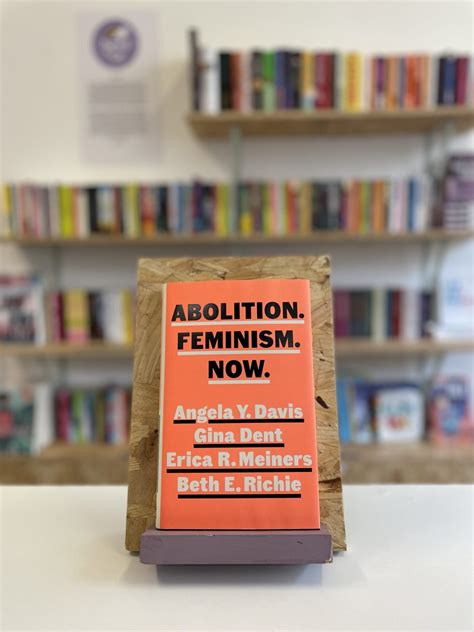 ABOLITION.
FEMINISM.
NOW.
Angela Y. Davis
Gina Dent
Erica R. Meiners
Beth E. Richie